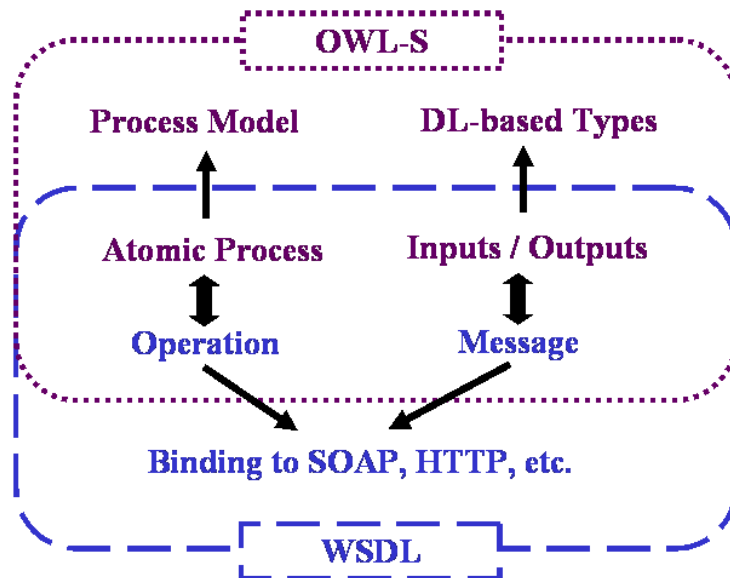 OWL-S
Process Model DL-based Types
Atomic Process Inputs / Outputs
Operation Message
Binding to SOAP, HTTP, etc.
WSDL